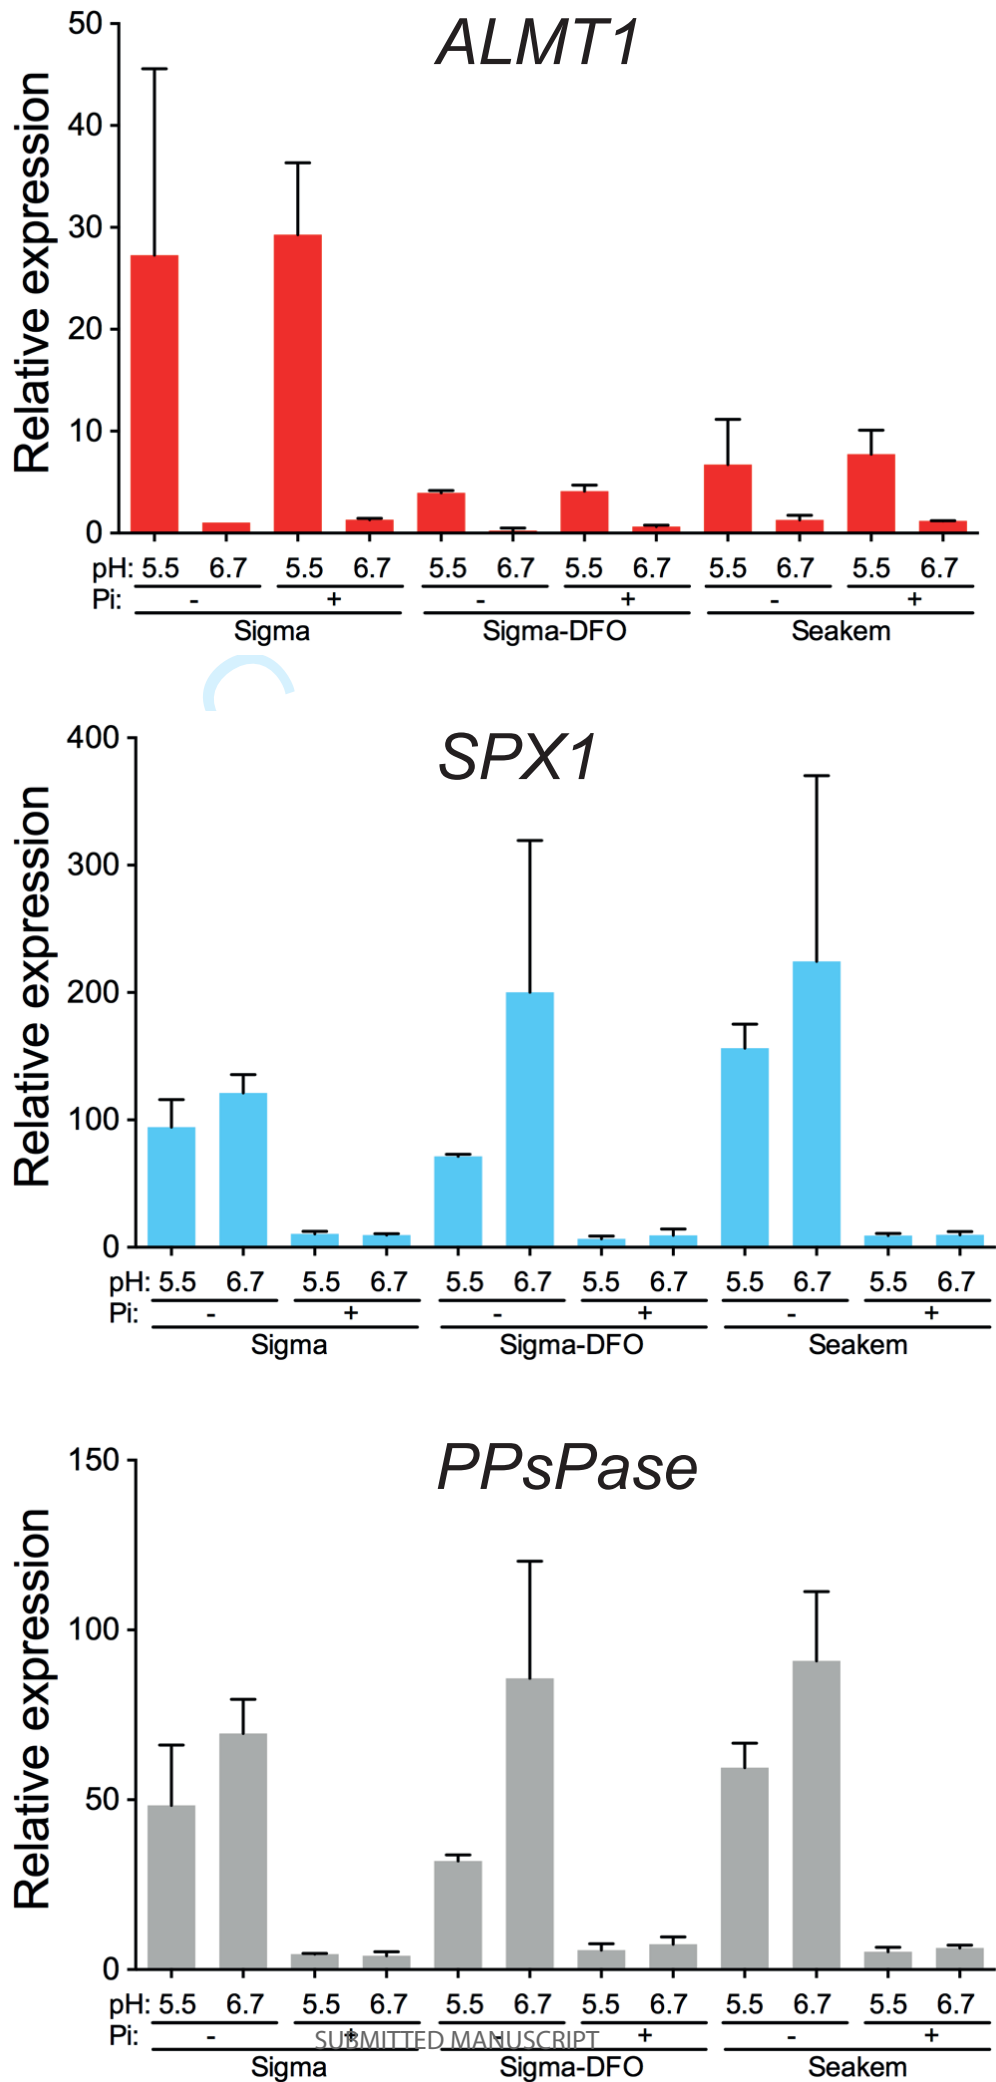 ALMT1
Relative expression
50
40
30
20
10
0
pH: 5.5 6.7 5.5 6.7 5.5 6.7 5.5 6.7 5.5 6.7 5.5 6.7
Pi: - + - + - +
Sigma Sigma-DFO Seakem
SPX1
Relative expression
400
300
200
100
0
pH: 5.5 6.7 5.5 6.7 5.5 6.7 5.5 6.7 5.5 6.7 5.5 6.7
Pi: - + - + - +
Sigma Sigma-DFO Seakem
PPsPase
Relative expression
150
100
50
0
pH: 5.5 6.7 5.5 6.7 5.5 6.7 5.5 6.7 5.5 6.7 5.5 6.7
Pi: - + - + - +
SUBMITTED MANUSCRIPT
Sigma Sigma-DFO Seakem